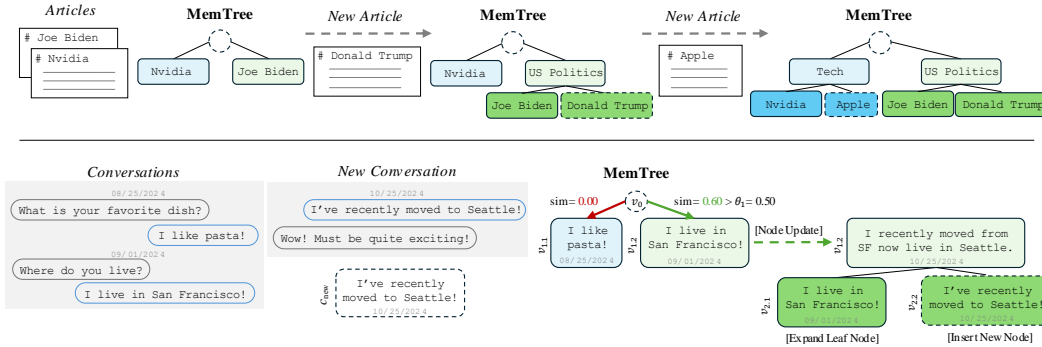 Articles
MemTree
New Article
MemTree
New Article
MemTree
# Joe Biden
# Nvidia
Nvidia
Joe Biden
# Donald Trump
Nvidia
US Politics
Joe Biden
Donald Trump
# Apple
Tech
US Politics
Nvidia
Apple
Joe Biden
Donald Trump
Conversations
08/25/2024
What is your favorite dish?
I like pasta!
09/01/2024
Where do you live?
I live in San Francisco!
New Conversation
10/25/2024
I've recently moved to Seattle!
Wow! Must be quite exciting!
c_new
I've recently
moved to Seattle!
10/25/2024
MemTree
sim= 0.00
v_0
sim= 0.60 > θ_1= 0.50
v_1.1
I like
pasta!
08/25/2024
v_1.2
I live in
San Francisco!
09/01/2024
[Node Update]
v_1.2
I recently moved from
SF now live in Seattle.
10/25/2024
v_2.1
I live in
San Francisco!
09/01/2024
[Expand Leaf Node]
v_2.2
I've recently
moved to Seattle!
10/25/2024
[Insert New Node]